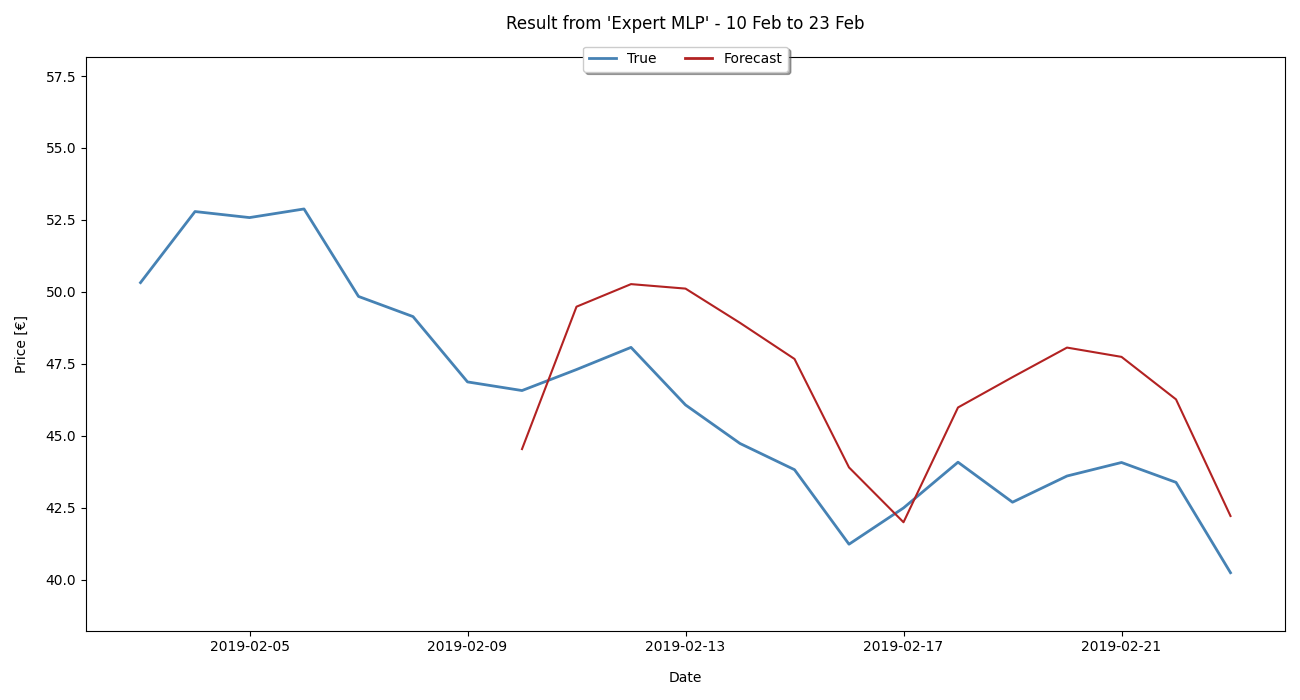 Result from 'Expert MLP' - 10 Feb to 23 Feb
True Forecast
57.5
55.0
52.5
50.0
47.5
45.0
42.5
40.0
Price [€]
2019-02-05 2019-02-09 2019-02-13 2019-02-17 2019-02-21
Date